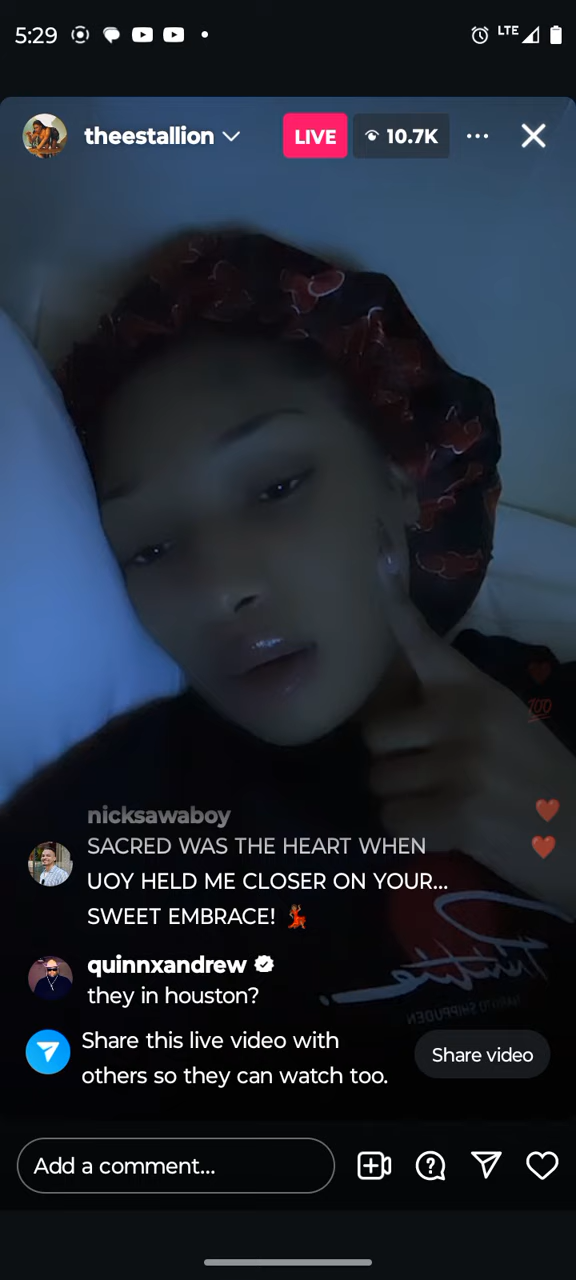 5:29
LTE
theestallion
LIVE
10.7K
nicksawaboy
SACRED WAS THE HEART WHEN
UOY HELD ME CLOSER ON YOUR...
SWEET EMBRACE! 💃
quinnxandrew
they in houston?
Share this live video with
others so they can watch too.
Share video
Add a comment...
💯
NARUTO SHIPPUDEN